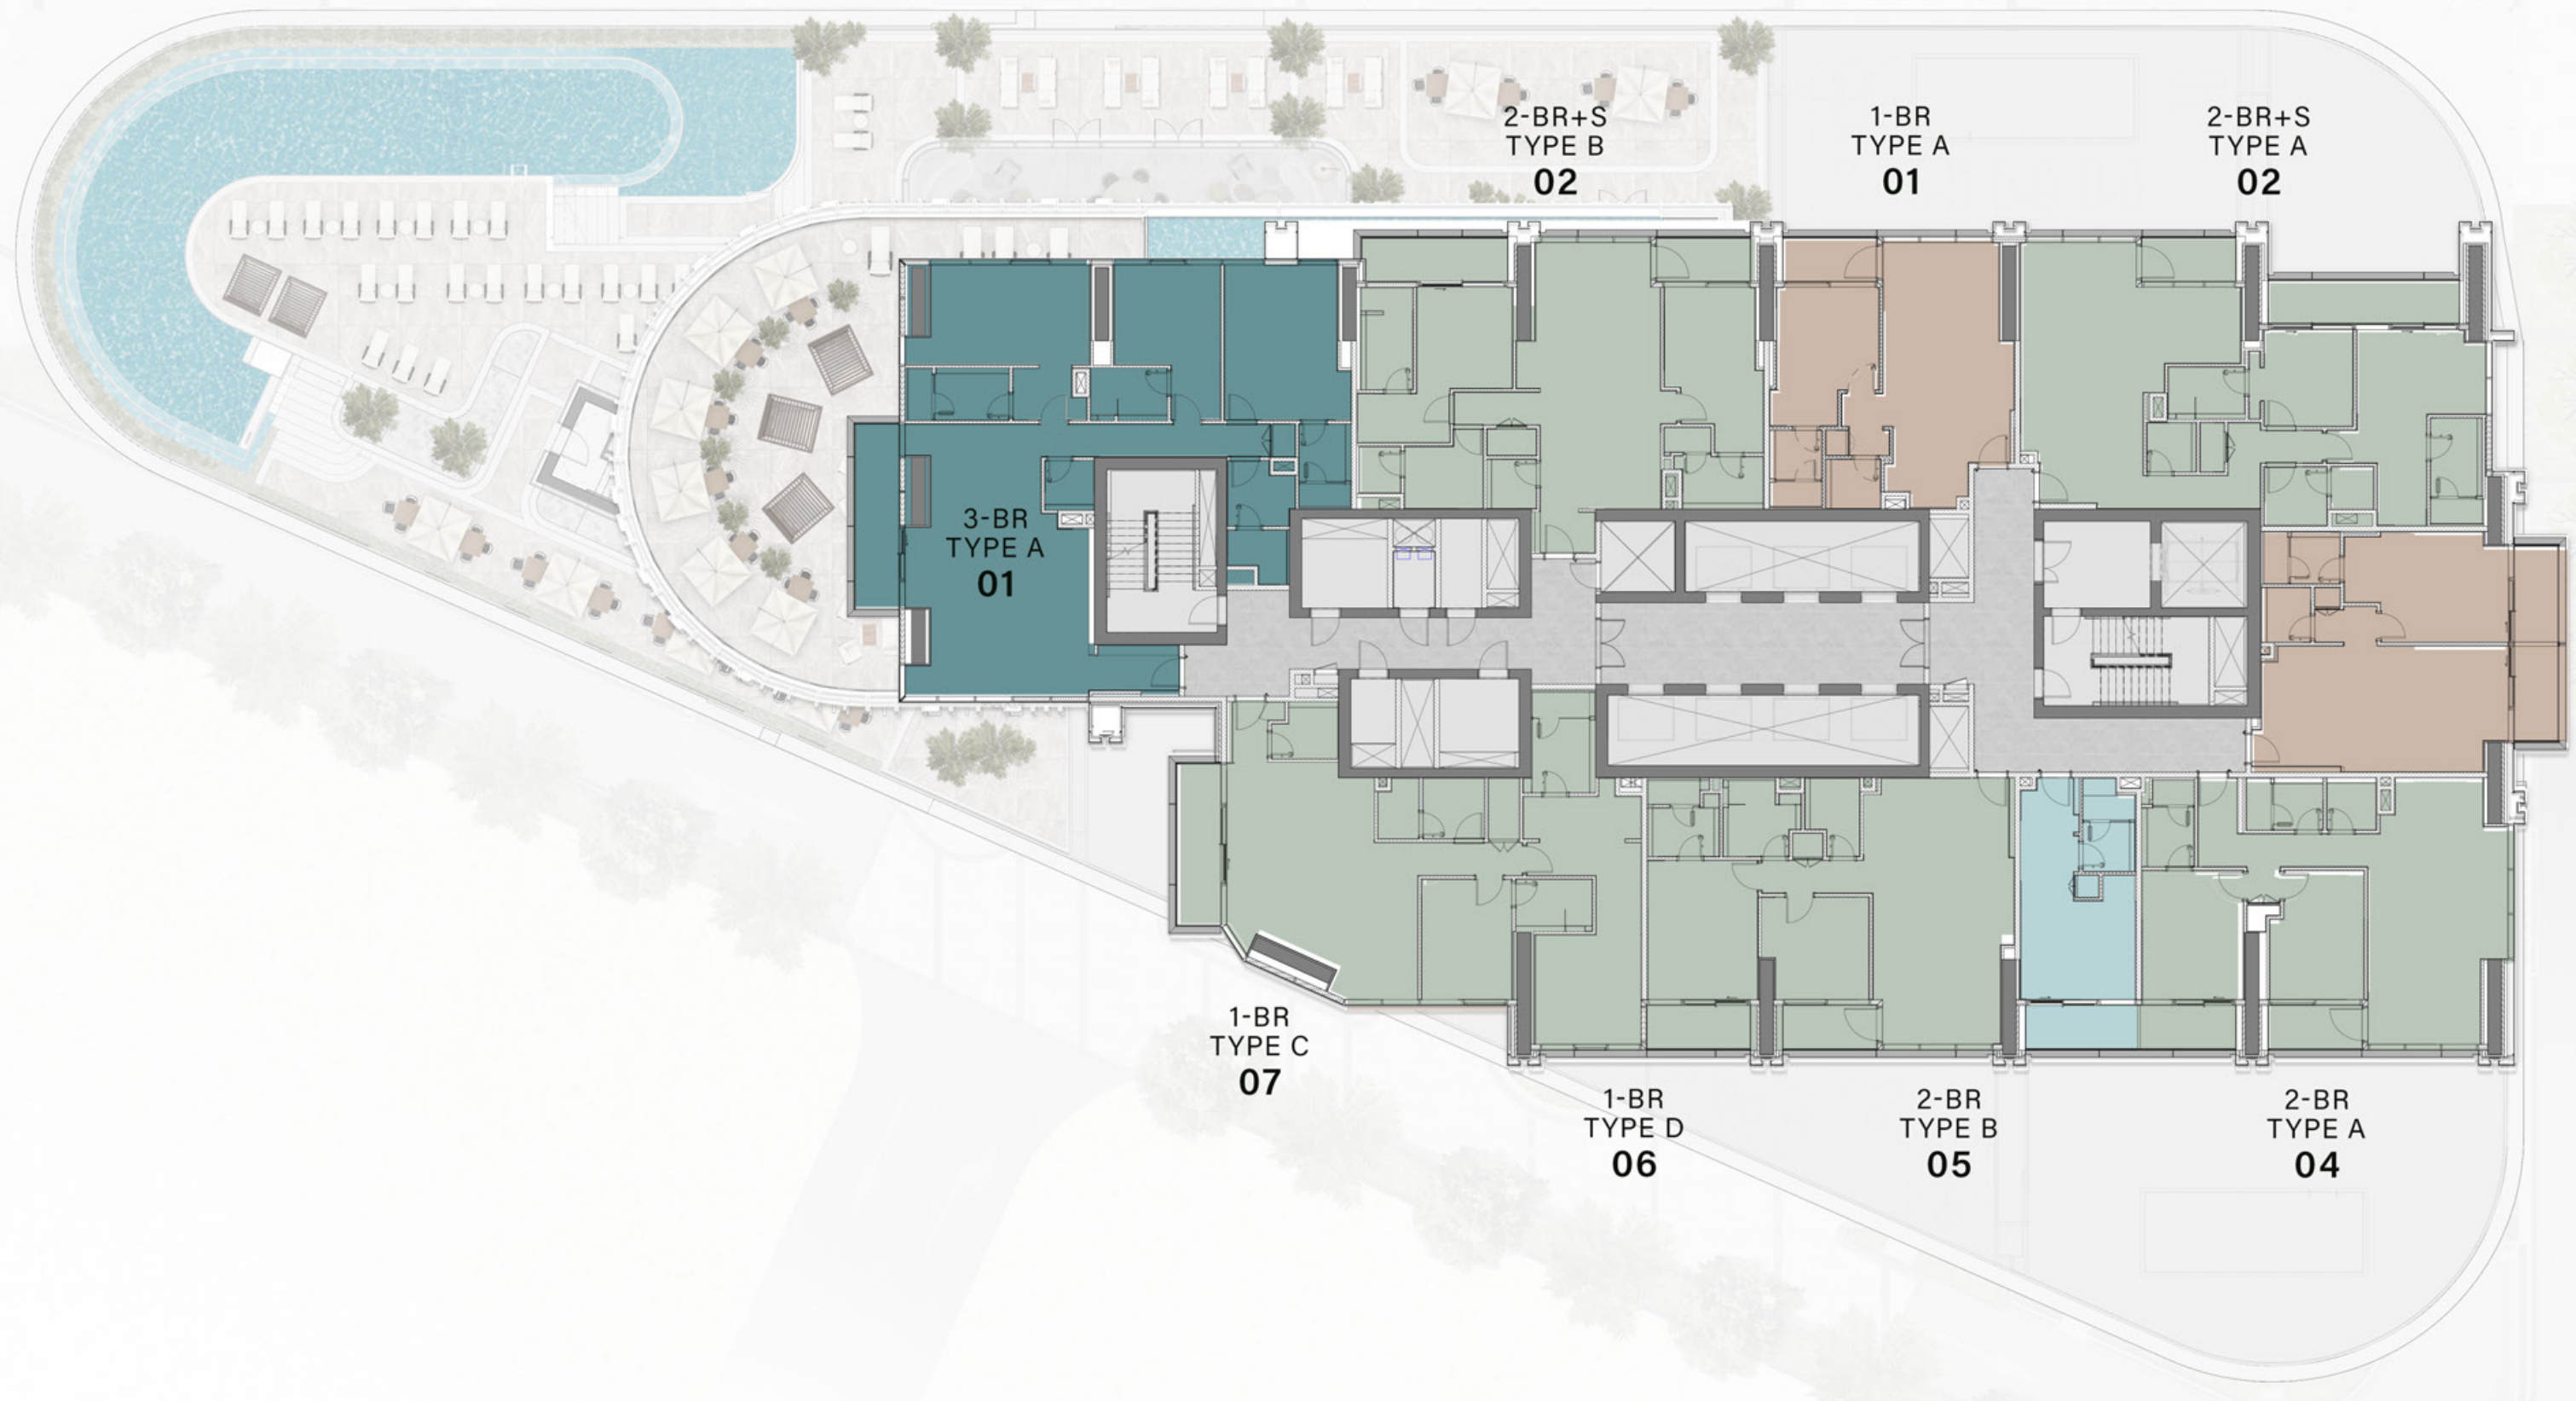 2-BR+S
TYPE B
02
1-BR
TYPE A
01
2-BR+S
TYPE A
02
3-BR
TYPE A
01
1-BR
TYPE C
07
1-BR
TYPE D
06
2-BR
TYPE B
05
2-BR
TYPE A
04